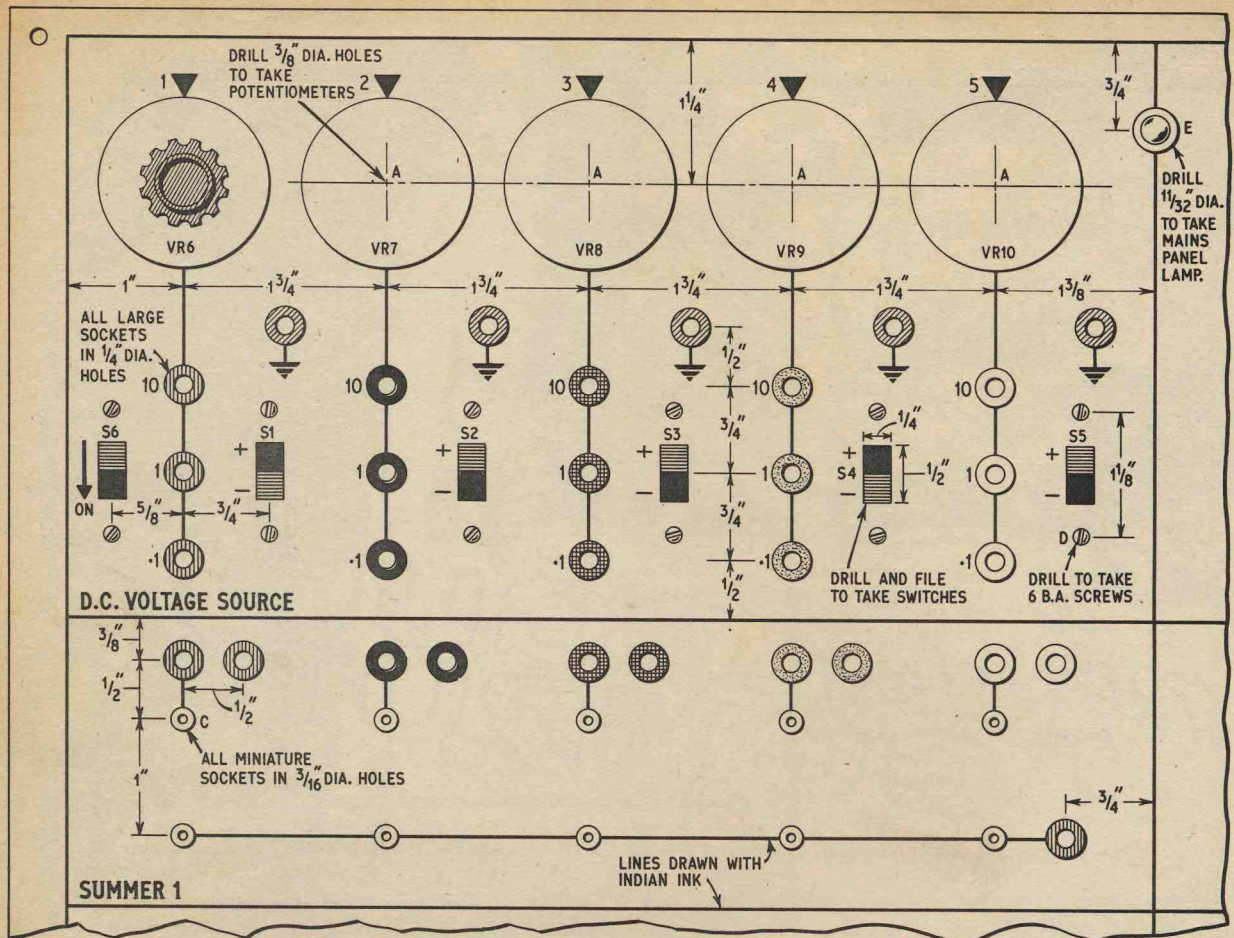 DRILL 3/8" DIA. HOLES
TO TAKE
POTENTIOMETERS
1
2
3
4
5
1 1/4"
3/4"
E
DRILL
11/32" DIA.
TO TAKE
MAINS
PANEL
LAMP.
A
A
A
A
VR6
VR7
VR8
VR9
VR10
1"
1 3/4"
1 3/4"
1 3/4"
1 3/4"
1 3/8"
ALL LARGE
SOCKETS
IN 1/4" DIA.
HOLES
1/2"
10
10
10
10
10
S6
S1
S2
S3
S4
S5
+
-
+
-
+
-
+
-
+
-
1/4"
1/2"
3/4"
1 1/8"
1
1
1
1
1
ON
5/8"
3/4"
3/4"
D
·1
·1
·1
·1
·1
1/2"
DRILL AND FILE
TO TAKE SWITCHES
DRILL TO TAKE
6 B.A. SCREWS
D.C. VOLTAGE SOURCE
3/8"
1/2"
1/2"
C
ALL MINIATURE
SOCKETS IN 3/16" DIA. HOLES
1"
3/4"
LINES DRAWN WITH
INDIAN INK
SUMMER 1